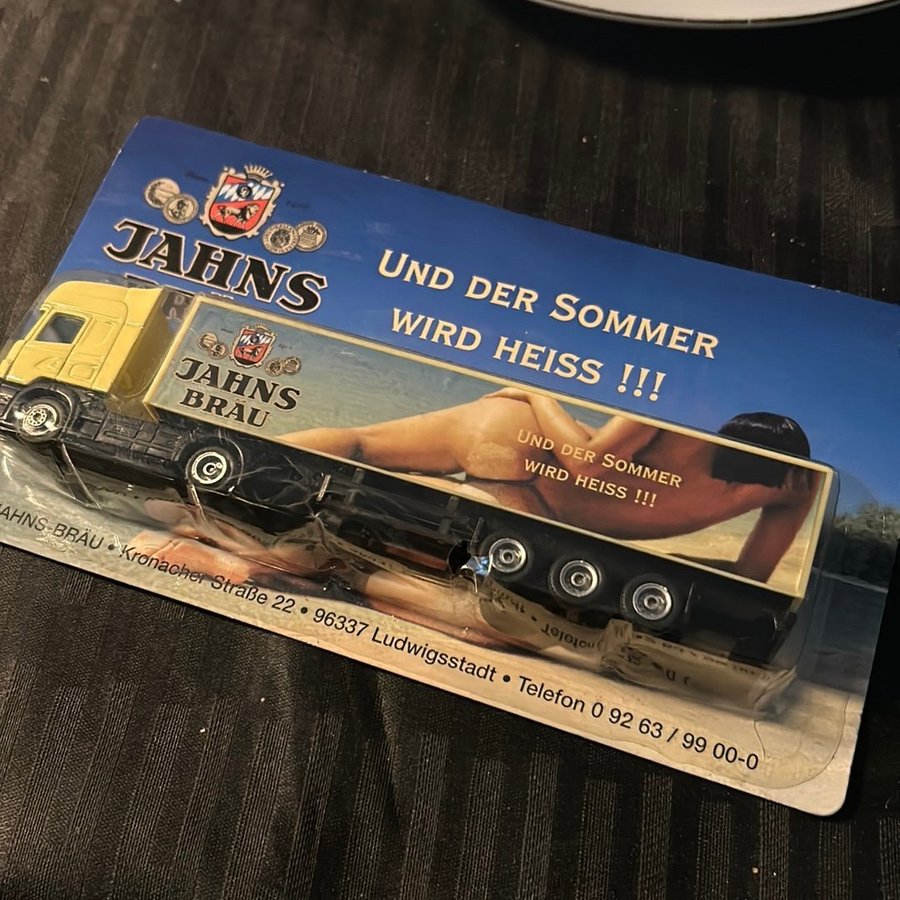 JAHNS
UND DER SOMMER
WIRD HEISS !!!
JAHNS
BRÄU
UND DER SOMMER
WIRD HEISS !!!
JAHNS-BRÄU • Kronacher Straße 22 • 96337 Ludwigsstadt • Telefon 0 92 63 / 99 00-0